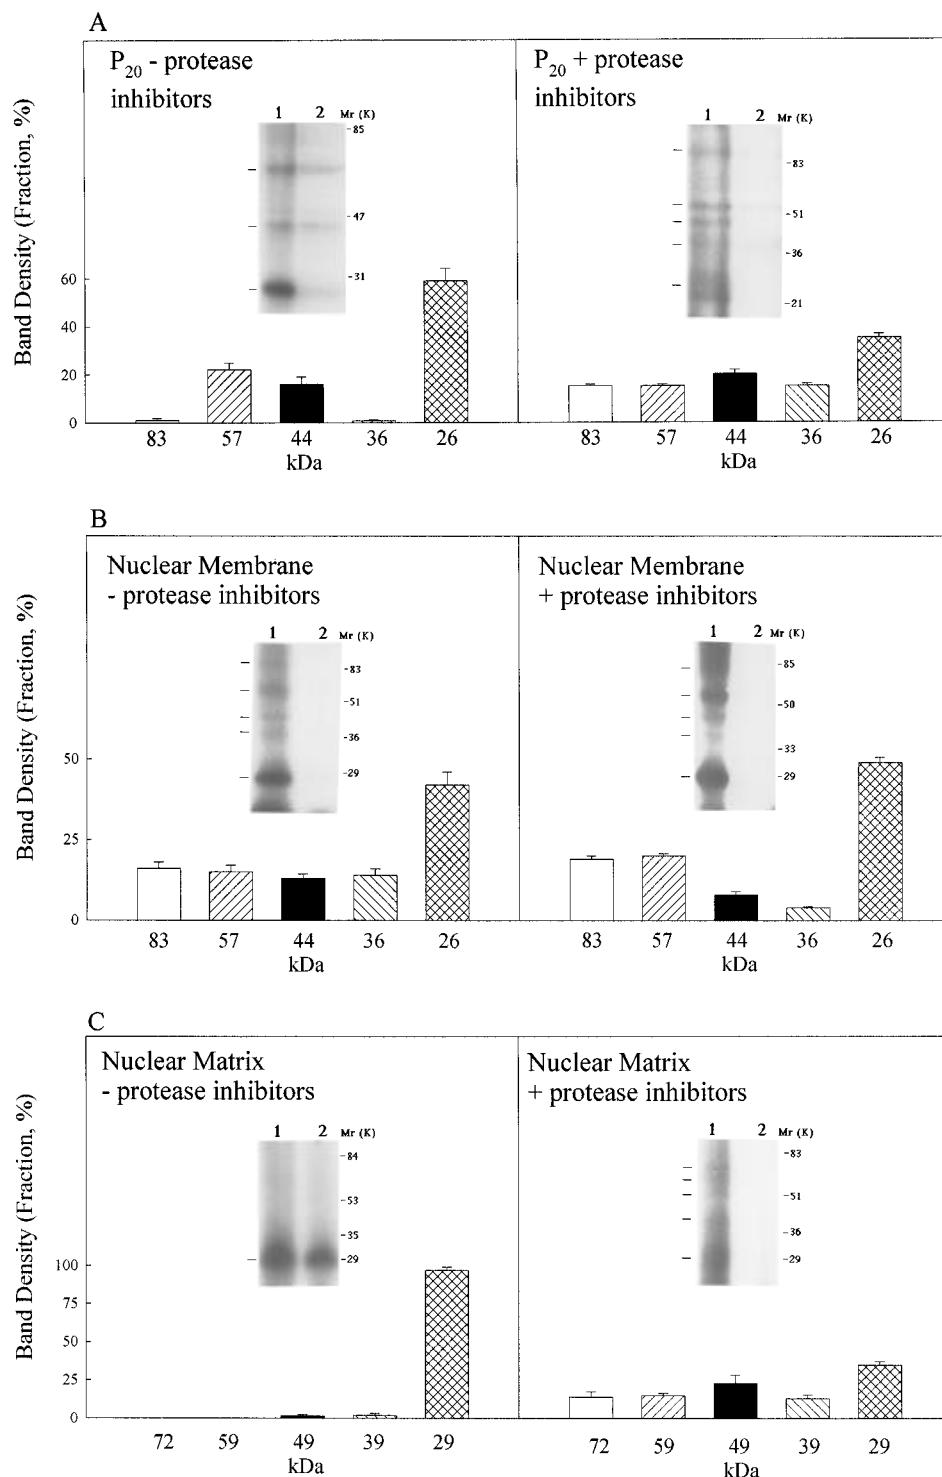 A
P20 - protease
inhibitors
1 2 Mr (K)
-85
-47
-31
P20 + protease
inhibitors
1 2 Mr (K)
-83
-51
-36
-21
Band Density (Fraction, %)
60
40
20
0
83 57 44 36 26
kDa
83 57 44 36 26
kDa
B
Nuclear Membrane
- protease inhibitors
1 2 Mr (K)
-83
-51
-36
-29
Nuclear Membrane
+ protease inhibitors
1 2 Mr (K)
-85
-50
-33
-29
Band Density (Fraction, %)
50
25
0
83 57 44 36 26
kDa
83 57 44 36 26
kDa
C
Nuclear Matrix
- protease inhibitors
1 2 Mr (K)
-84
-53
-35
-29
Nuclear Matrix
+ protease inhibitors
1 2 Mr (K)
-83
-51
-36
-29
Band Density (Fraction, %)
100
75
50
25
0
72 59 49 39 29
kDa
72 59 49 39 29
kDa